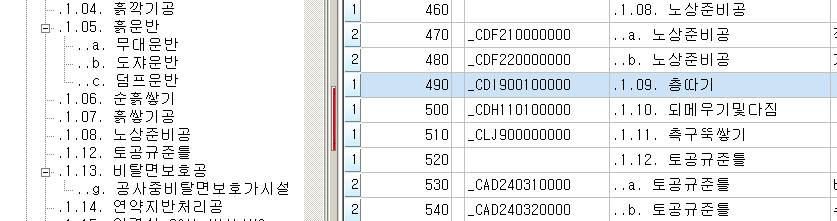 .1.04. 흙깍기공
.1.05. 흙운반
..a. 무대운반
..b. 도쟈운반
..c. 덤프운반
.1.06. 순흙쌓기
.1.07. 흙쌓기공
.1.08. 노상준비공
.1.12. 토공규준틀
.1.13. 비탈면보호공
..g. 공사중비탈면보호가시설
.1.14. 연약지반처리공
1 460 .1.08. 노상준비공
2 470 _CDF210000000 ..a. 노상준비공
2 480 _CDF220000000 ..b. 노상준비공
1 490 _CDI900100000 .1.09. 층따기
1 500 _CDH110100000 .1.10. 되메우기및다짐
1 510 _CLJ900000000 .1.11. 측구뚝쌓기
1 520 .1.12. 토공규준틀
2 530 _CAD240310000 ..a. 토공규준틀
2 540 _CAD240320000 ..b. 토공규준틀